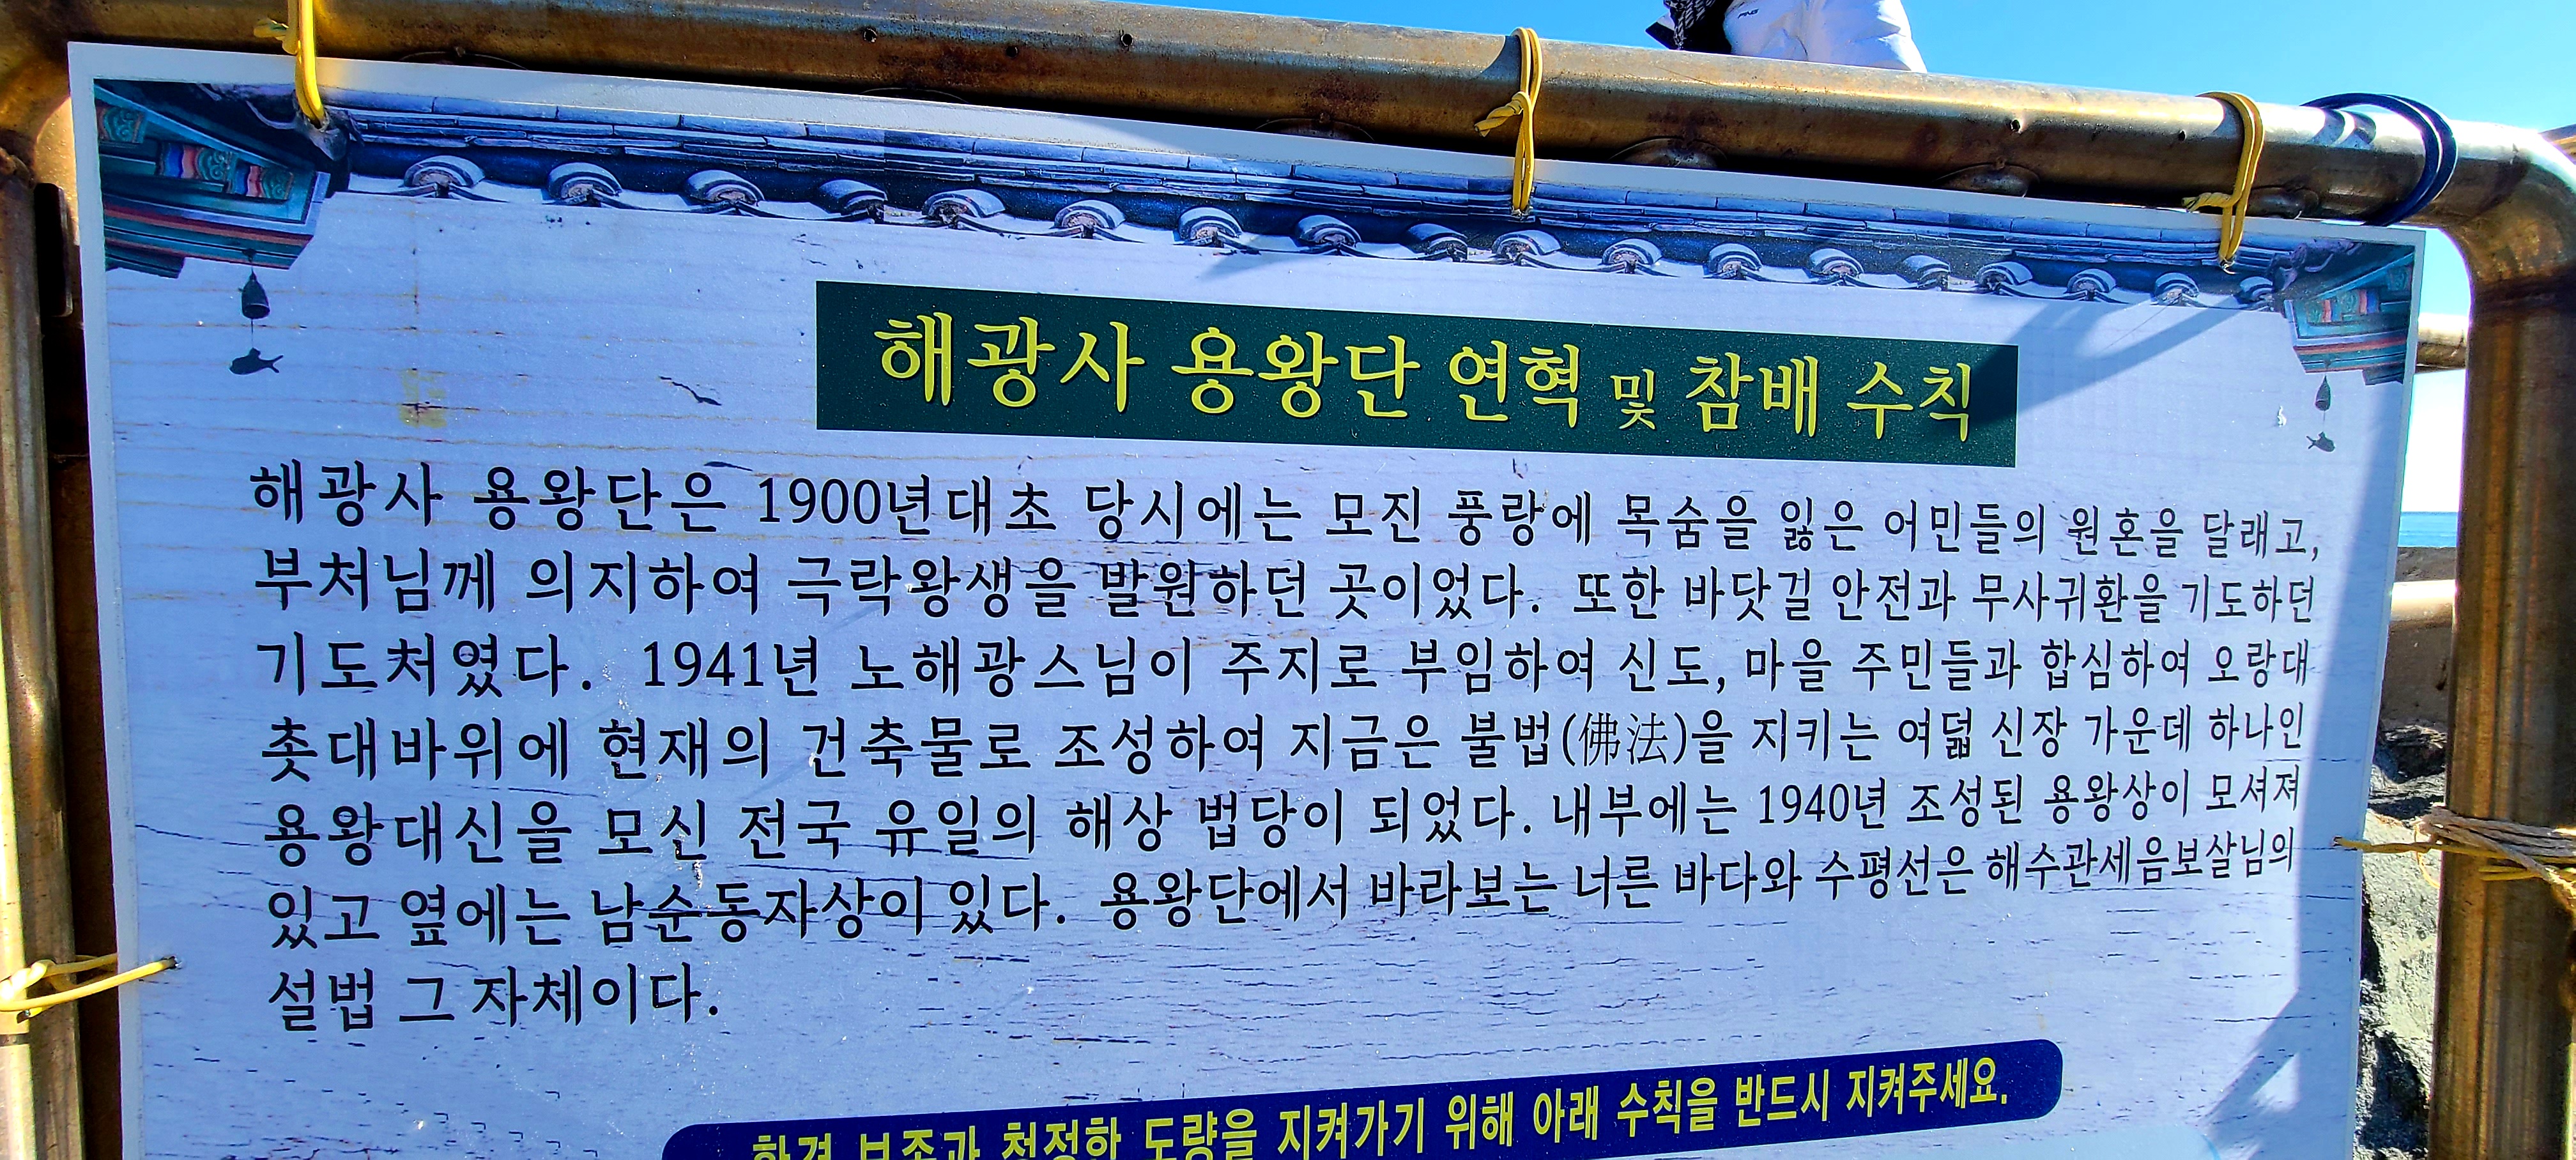 PING
해광사 용왕단 연혁 및 참배 수칙
해광사 용왕단은 1900년대초 당시에는 모진 풍랑에 목숨을 잃은 어민들의 원혼을 달래고,
부처님께 의지하여 극락왕생을 발원하던 곳이었다. 또한 바닷길 안전과 무사귀환을 기도하던
기도처였다. 1941년 노해광스님이 주지로 부임하여 신도, 마을 주민들과 합심하여 오랑대
촛대바위에 현재의 건축물로 조성하여 지금은 불법(佛法)을 지키는 여덟 신장 가운데 하나인
용왕대신을 모신 전국 유일의 해상 법당이 되었다. 내부에는 1940년 조성된 용왕상이 모셔져
있고 옆에는 남순동자상이 있다. 용왕단에서 바라보는 너른 바다와 수평선은 해수관세음보살님의
설법 그 자체이다.
환경 보존과 청정한 도량을 지켜가기 위해 아래 수칙을 반드시 지켜주세요.